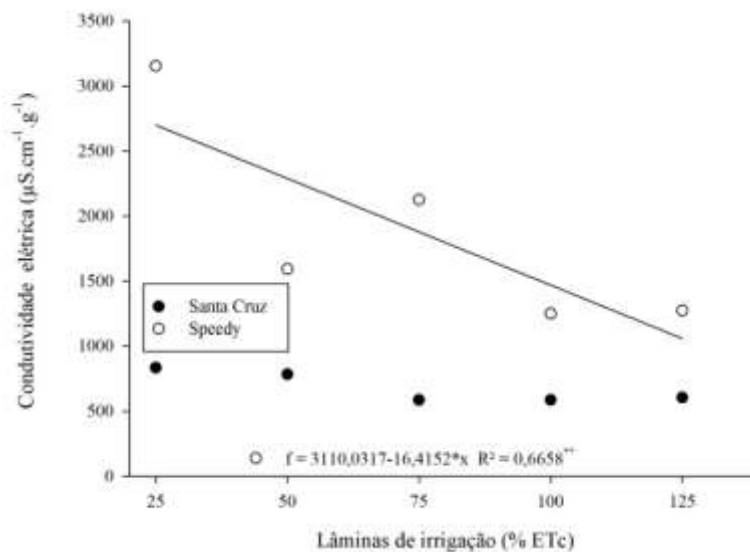 Condutividade elétrica (µS.cm⁻¹.g⁻¹)
3500
3000
2500
2000
1500
1000
500
0
Santa Cruz
Speedy
f = 3110,0317-16,4152*x R² = 0,6658**
25 50 75 100 125
Lâminas de irrigação (% ETc)